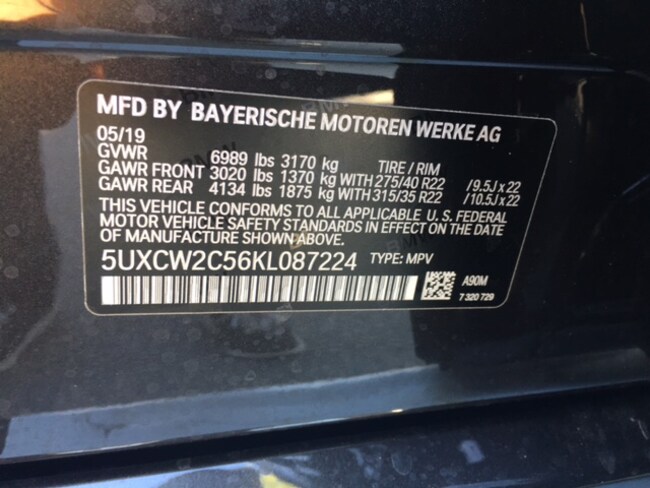 MFD BY BAYERISCHE MOTOREN WERKE AG
05/19
GVWR 6989 lbs 3170 kg TIRE / RIM
GAWR FRONT 3020 lbs 1370 kg WITH 275/40 R22 /9.5J x 22
GAWR REAR 4134 lbs 1875 kg WITH 315/35 R22 /10.5J x 22
THIS VEHICLE CONFORMS TO ALL APPLICABLE U. S. FEDERAL
MOTOR VEHICLE SAFETY STANDARDS IN EFFECT ON THE DATE
OF MANUFACTURE SHOWN ABOVE.
5UXCW2C56KL087224 TYPE: MPV
A90M
7 320 729